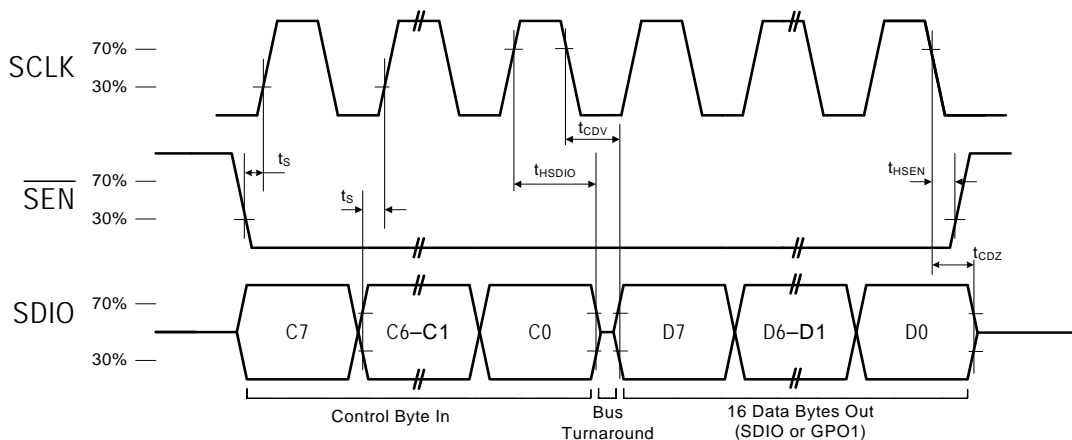 SCLK
70%
30%
tCDV
SEN
70%
30%
tS
tS
tHSDIO
tHSEN
tCDZ
SDIO
70%
30%
C7
C6–C1
C0
D7
D6–D1
D0
Control Byte In
Bus
Turnaround
16 Data Bytes Out
(SDIO or GPO1)